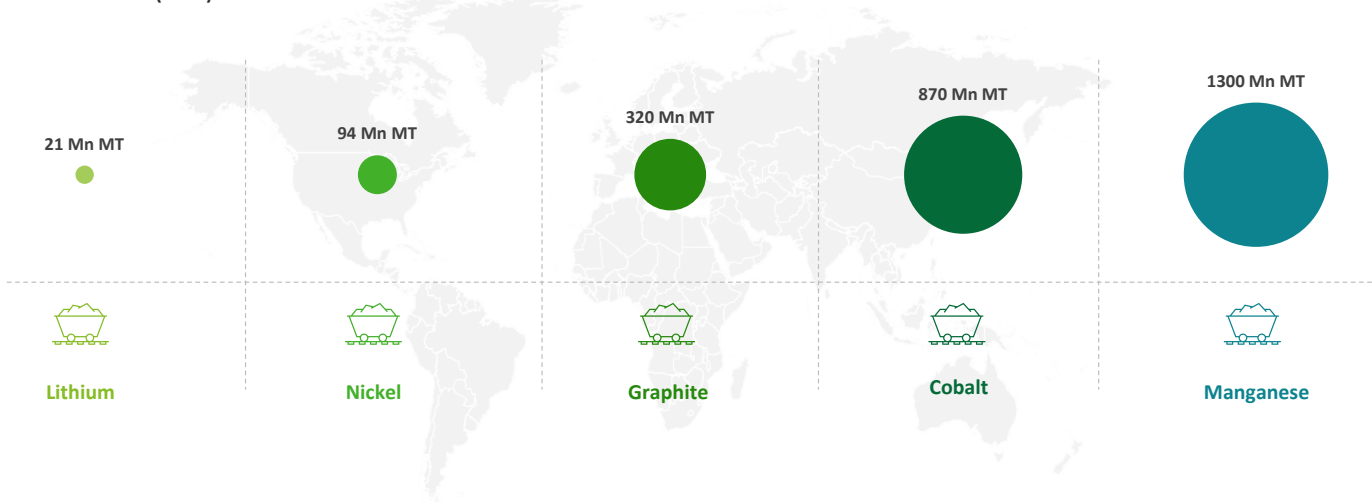 21 Mn MT
94 Mn MT
320 Mn MT
870 Mn MT
1300 Mn MT
Lithium
Nickel
Graphite
Cobalt
Manganese